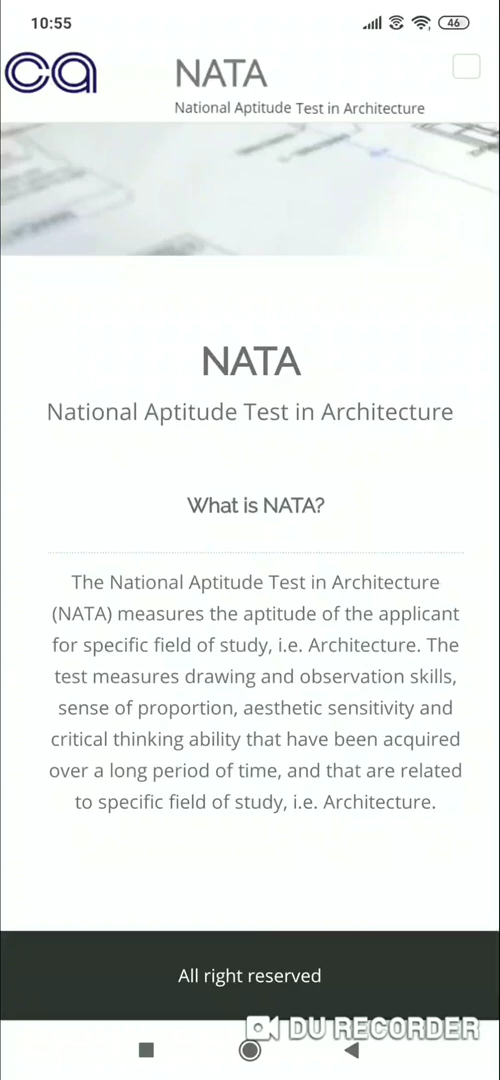 10:55
46
ca
NATA
National Aptitude Test in Architecture
NATA
National Aptitude Test in Architecture
What is NATA?
The National Aptitude Test in Architecture
(NATA) measures the aptitude of the applicant
for specific field of study, i.e. Architecture. The
test measures drawing and observation skills,
sense of proportion, aesthetic sensitivity and
critical thinking ability that have been acquired
over a long period of time, and that are related
to specific field of study, i.e. Architecture.
All right reserved
DU RECORDER